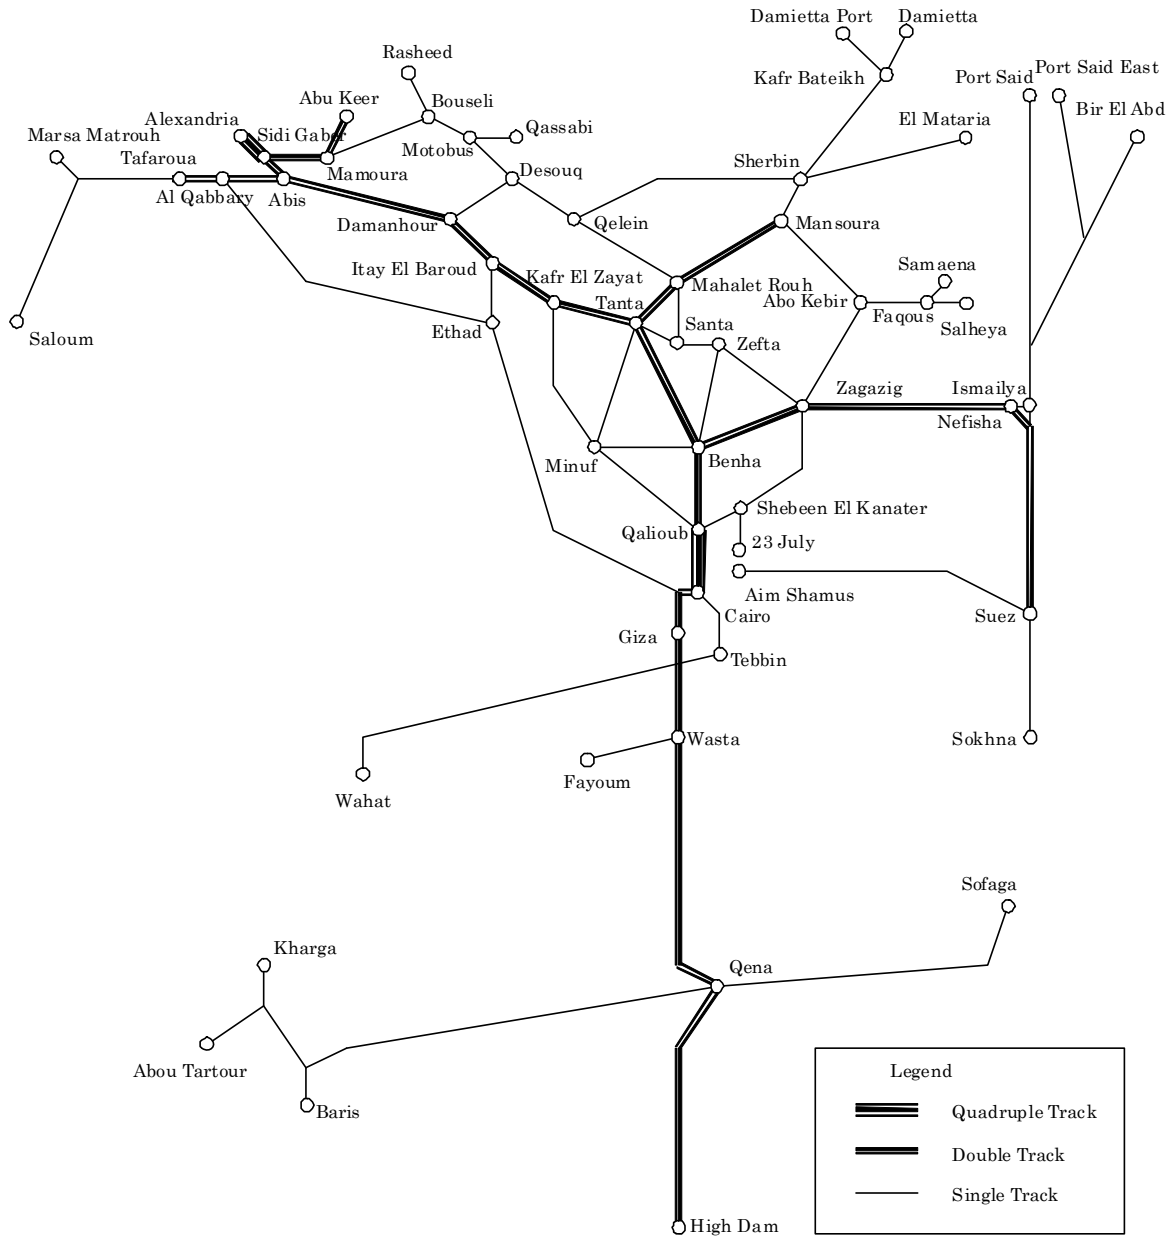 Damietta Port
Damietta
Rasheed
Kafr Bateikh
Port Said
Port Said East
Abu Keer
Bouseli
Bir El Abd
Alexandria
Sidi Gaber
Qassabi
El Mataria
Marsa Matrouh
Motobus
Tafaroua
Mamoura
Desouq
Sherbin
Al Qabbary
Abis
Damanhour
Qelein
Mansoura
Itay El Baroud
Kafr El Zayat
Samaena
Mahalet Rouh
Abo Kebir
Tanta
Faqous
Salheya
Saloum
Ethad
Santa
Zefta
Zagazig
Ismailya
Nefisha
Minuf
Benha
Shebeen El Kanater
Qalioub
23 July
Aim Shamus
Cairo
Suez
Giza
Tebbin
Wasta
Sokhna
Fayoum
Wahat
Sofaga
Kharga
Qena
Abou Tartour
Baris
Legend
Quadruple Track
Double Track
Single Track
High Dam